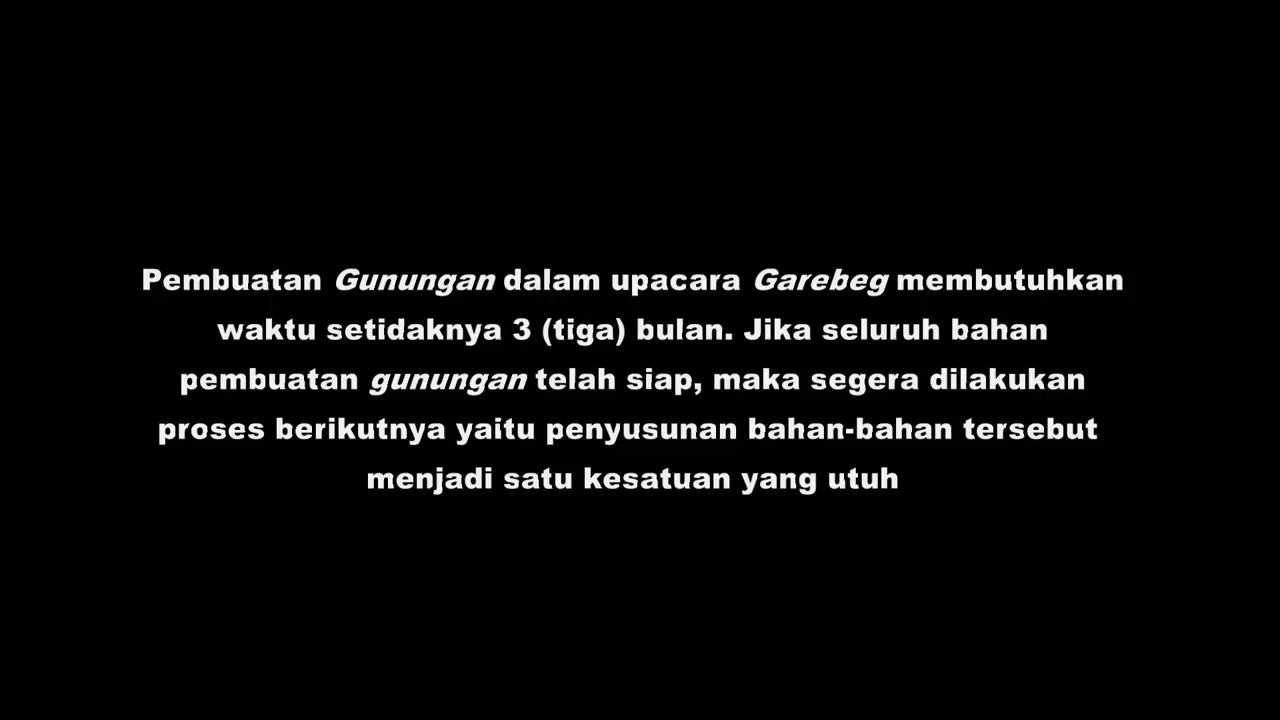 Pembuatan Gunungan dalam upacara Garebeg membutuhkan
waktu setidaknya 3 (tiga) bulan. Jika seluruh bahan
pembuatan gunungan telah siap, maka segera dilakukan
proses berikutnya yaitu penyusunan bahan-bahan tersebut
menjadi satu kesatuan yang utuh